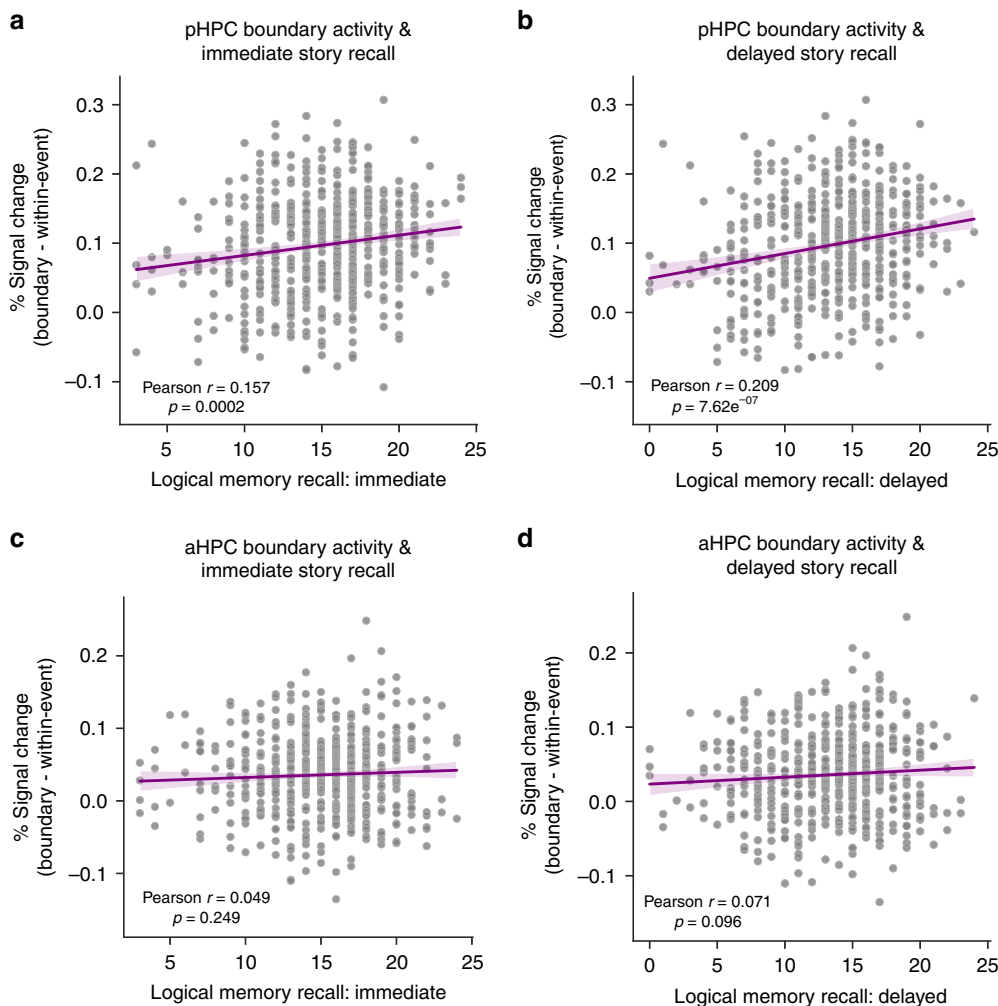 a
pHPC boundary activity &
immediate story recall
% Signal change
(boundary - within-event)
0.3
0.2
0.1
0.0
−0.1
Pearson r = 0.157
p = 0.0002
5 10 15 20 25
Logical memory recall: immediate
b
pHPC boundary activity &
delayed story recall
% Signal change
(boundary - within-event)
0.3
0.2
0.1
0.0
−0.1
Pearson r = 0.209
p = 7.62e⁻⁰⁷
0 5 10 15 20 25
Logical memory recall: delayed
c
aHPC boundary activity &
immediate story recall
% Signal change
(boundary - within-event)
0.2
0.1
0.0
−0.1
Pearson r = 0.049
p = 0.249
5 10 15 20 25
Logical memory recall: immediate
d
aHPC boundary activity &
delayed story recall
% Signal change
(boundary - within-event)
0.2
0.1
0.0
−0.1
Pearson r = 0.071
p = 0.096
0 5 10 15 20 25
Logical memory recall: delayed